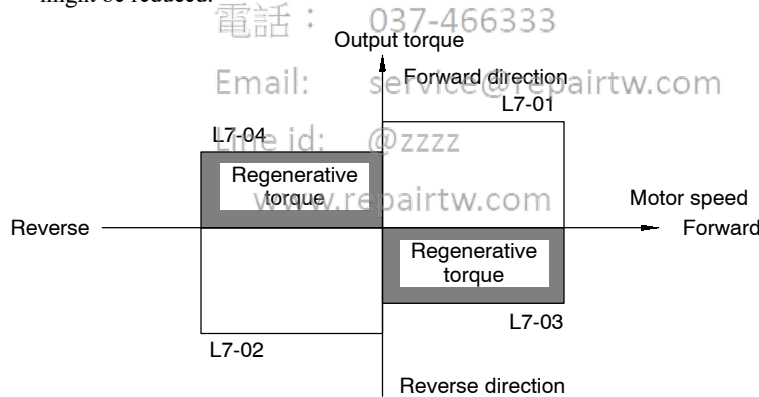 might be reduced.
電話： 037-466333
Output torque
Email: service@repairtw.com
Forward direction
L7-01
L7-04
Line id: @zzzz
Regenerative
torque
www.repairtw.com
Motor speed
Reverse
Forward
Regenerative
torque
L7-03
L7-02
Reverse direction